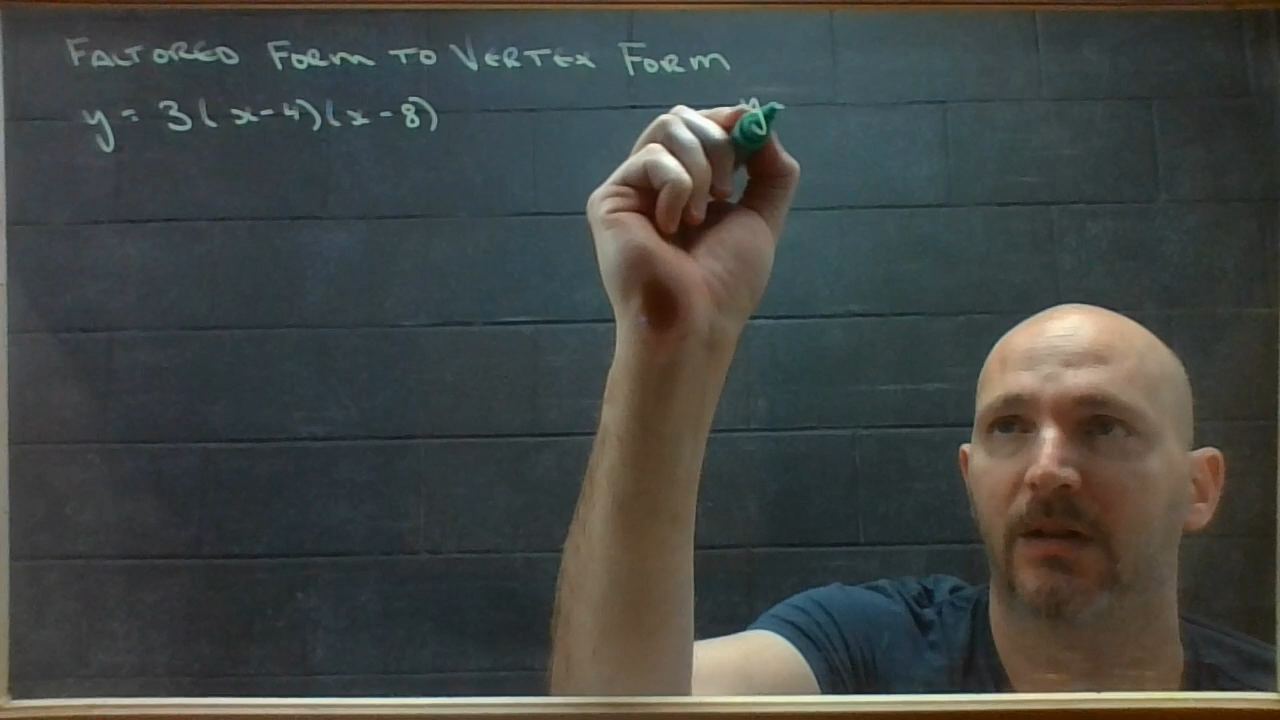 FACTORED FORM TO VERTEX FORM
y = 3(x-4)(x-8)
y=